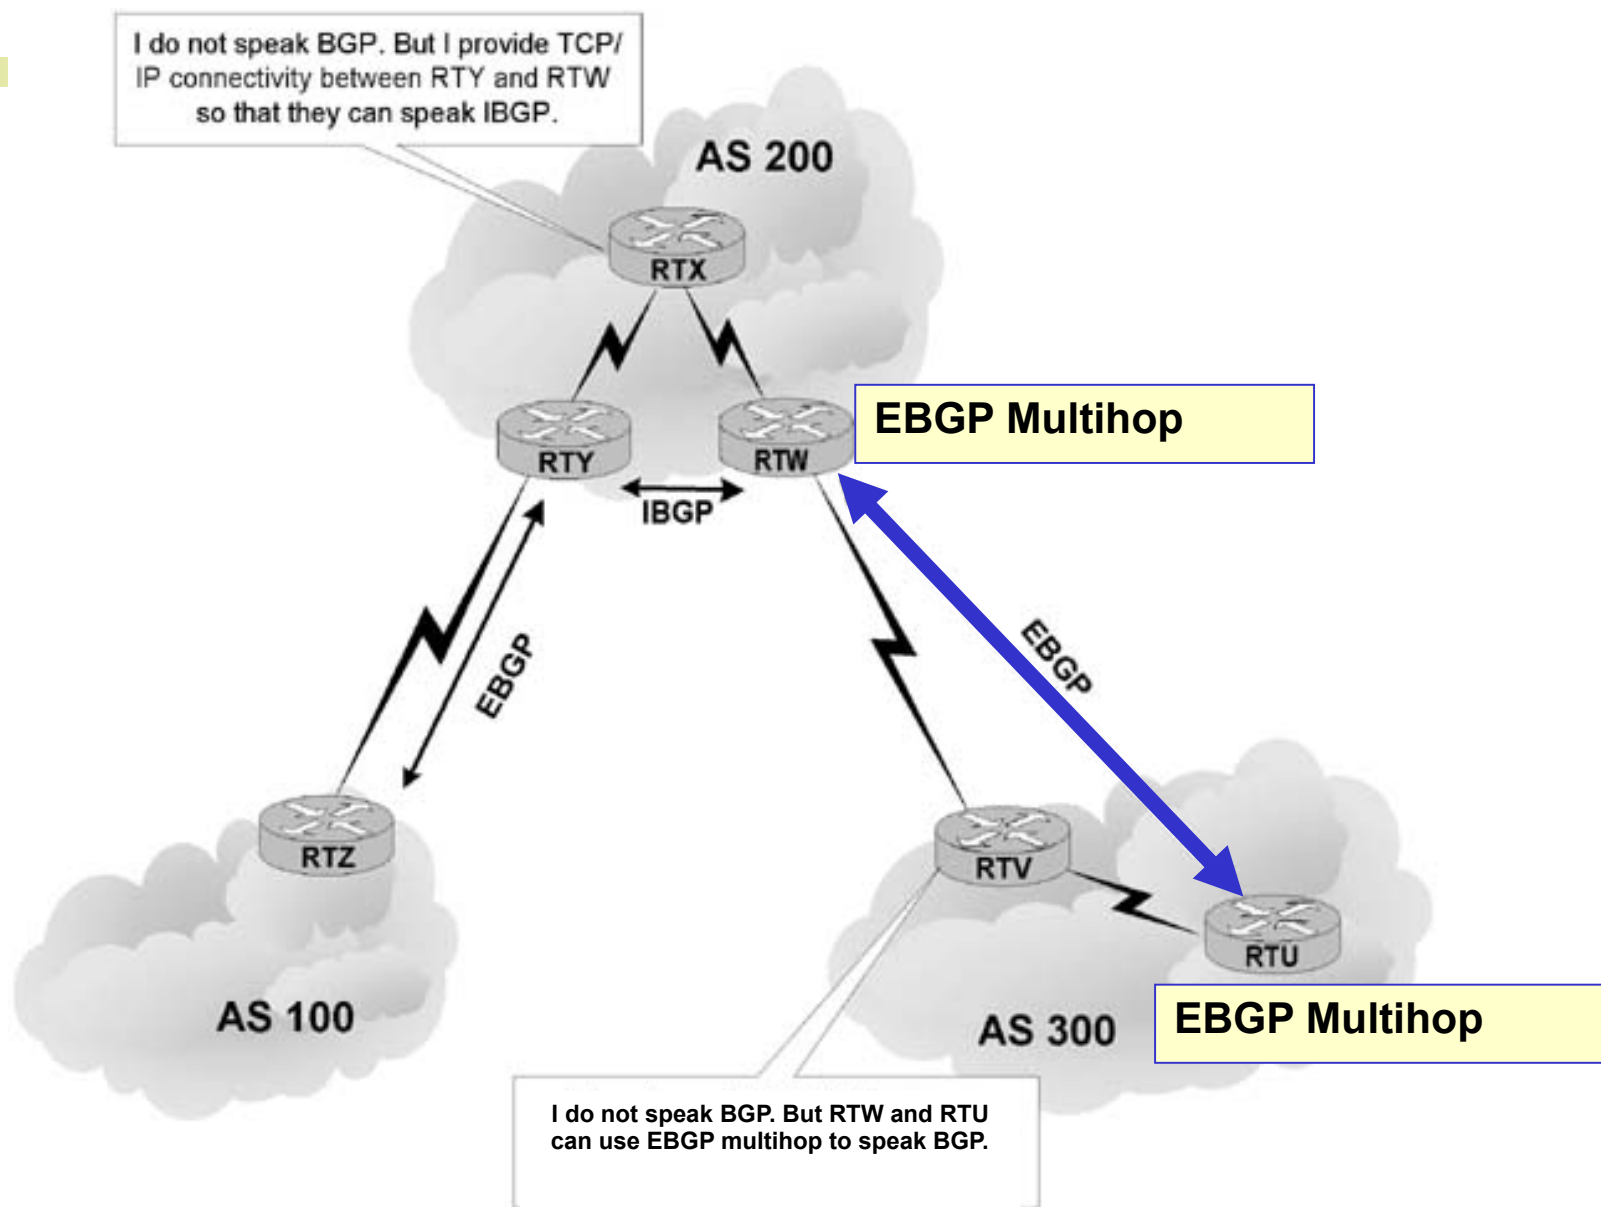 I do not speak BGP. But I provide TCP/
IP connectivity between RTY and RTW
so that they can speak IBGP.
AS 200
RTX
EBGP Multihop
RTY
RTW
IBGP
EBGP
EBGP
RTZ
RTV
RTU
AS 100
AS 300
EBGP Multihop
I do not speak BGP. But RTW and RTU
can use EBGP multihop to speak BGP.